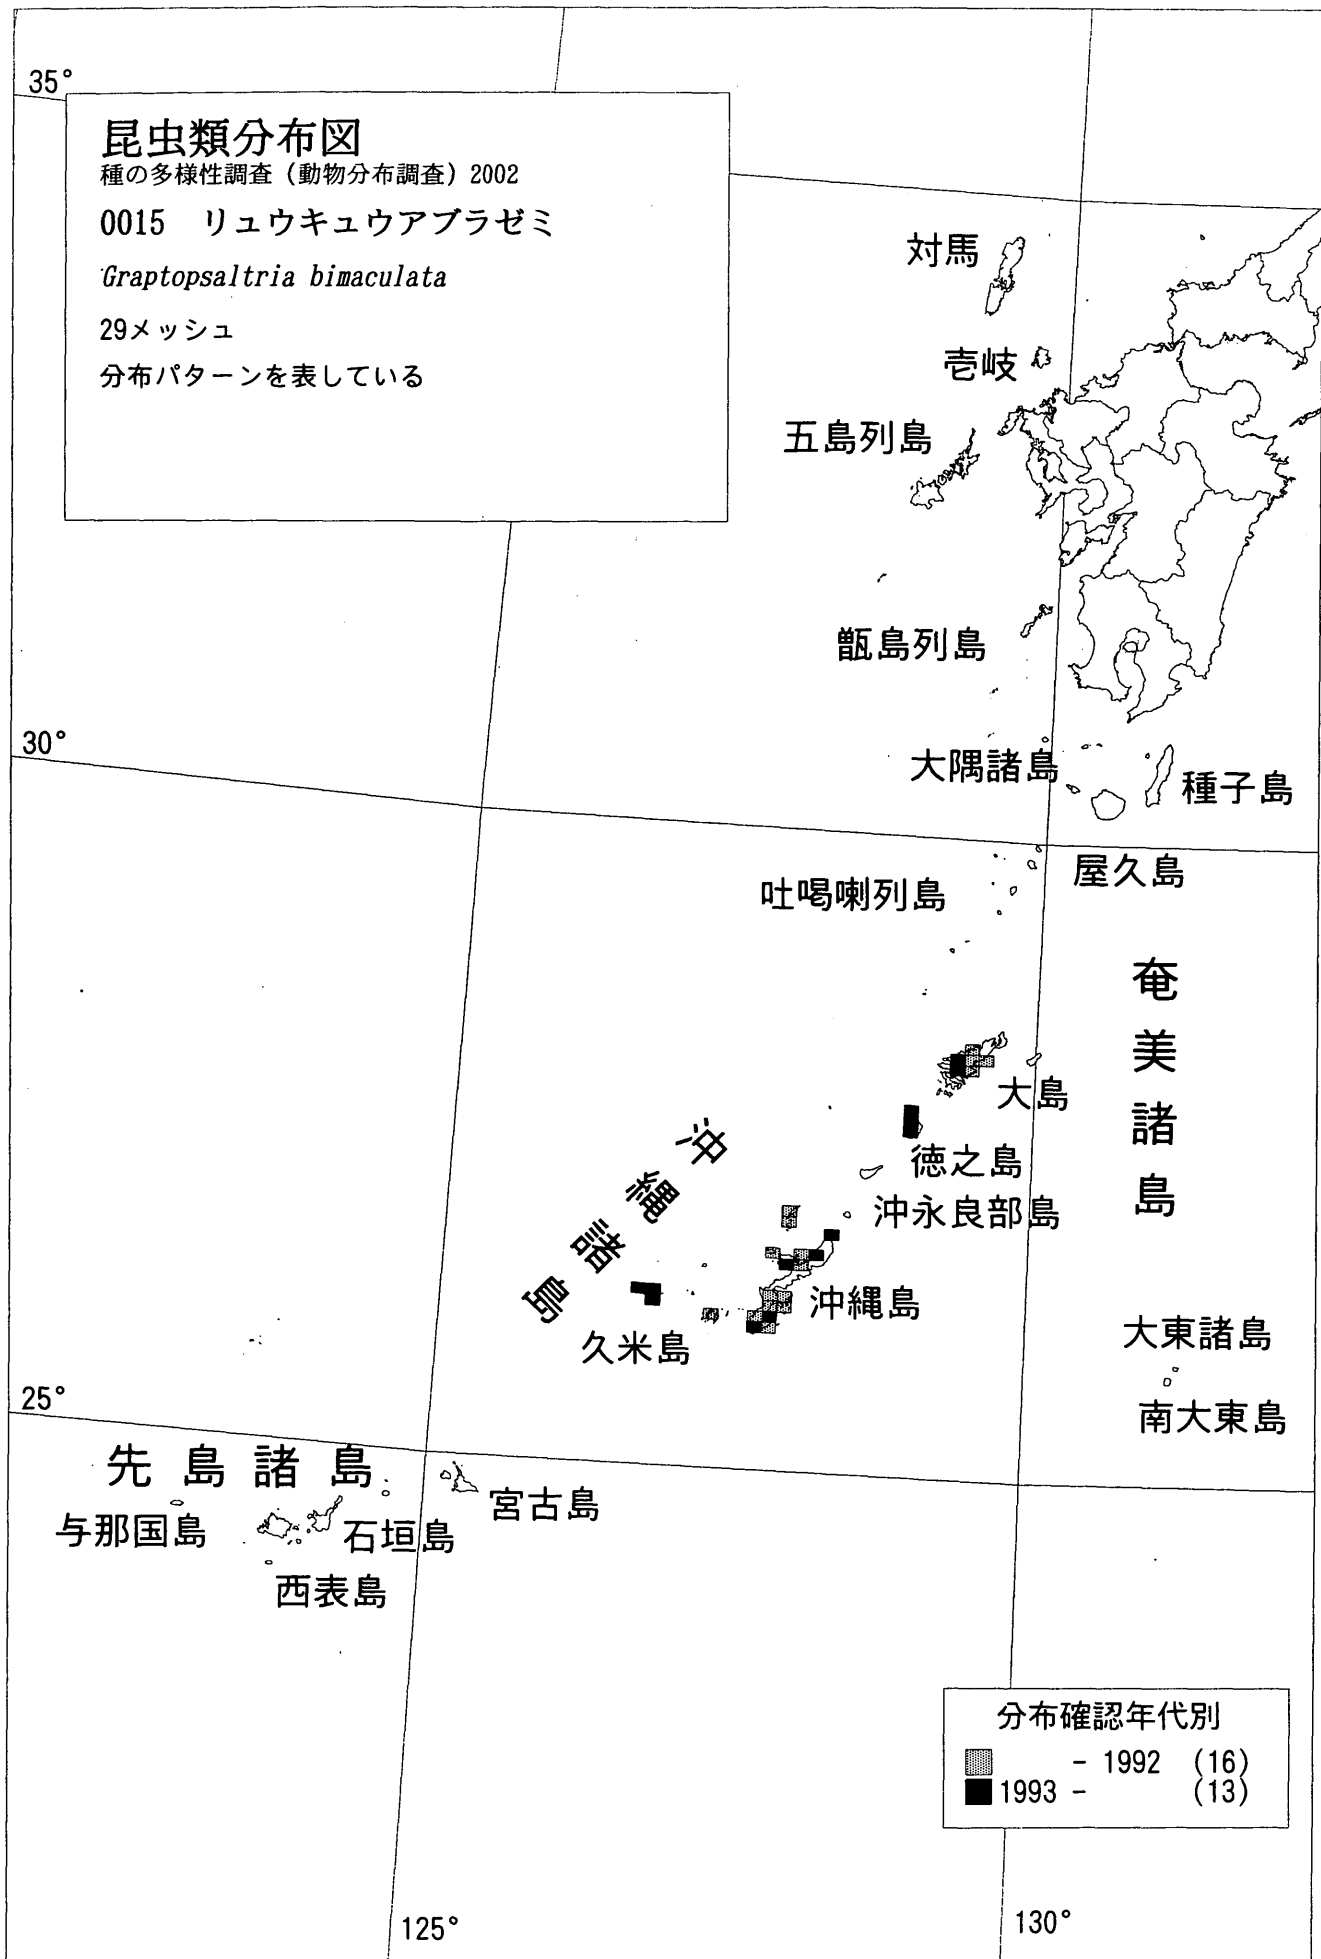 35°
昆虫類分布図
種の多様性調査（動物分布調査）2002
0015　リュウキュウアブラゼミ
Graptopsaltria bimaculata
29メッシュ
分布パターンを表している
対馬
壱岐
五島列島
甑島列島
30°
大隅諸島
種子島
屋久島
吐喝喇列島
奄美諸島
大島
徳之島
沖永良部島
沖縄諸島
沖縄島
久米島
大東諸島
南大東島
25°
先島諸島
宮古島
与那国島
石垣島
西表島
分布確認年代別
- 1992 (16)
1993 - (13)
125°
130°